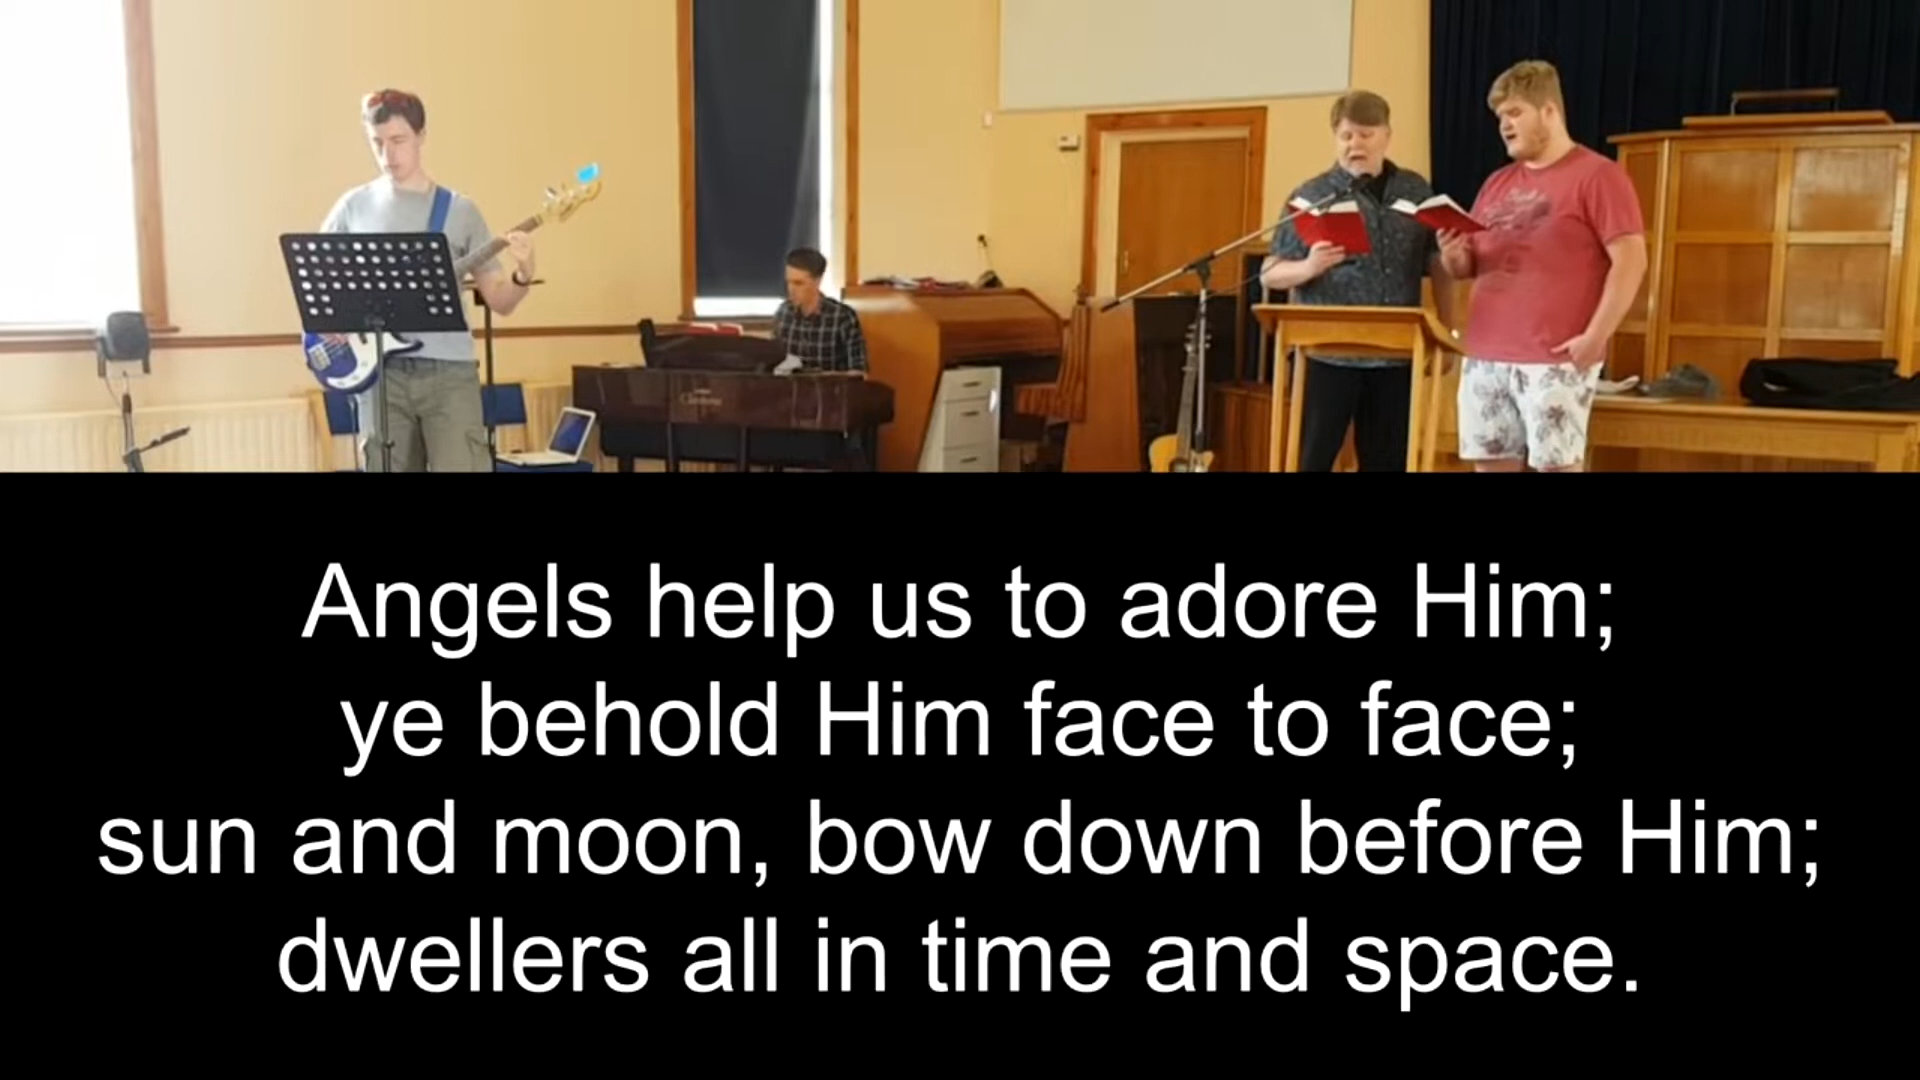 Angels help us to adore Him;
ye behold Him face to face;
sun and moon, bow down before Him;
dwellers all in time and space.